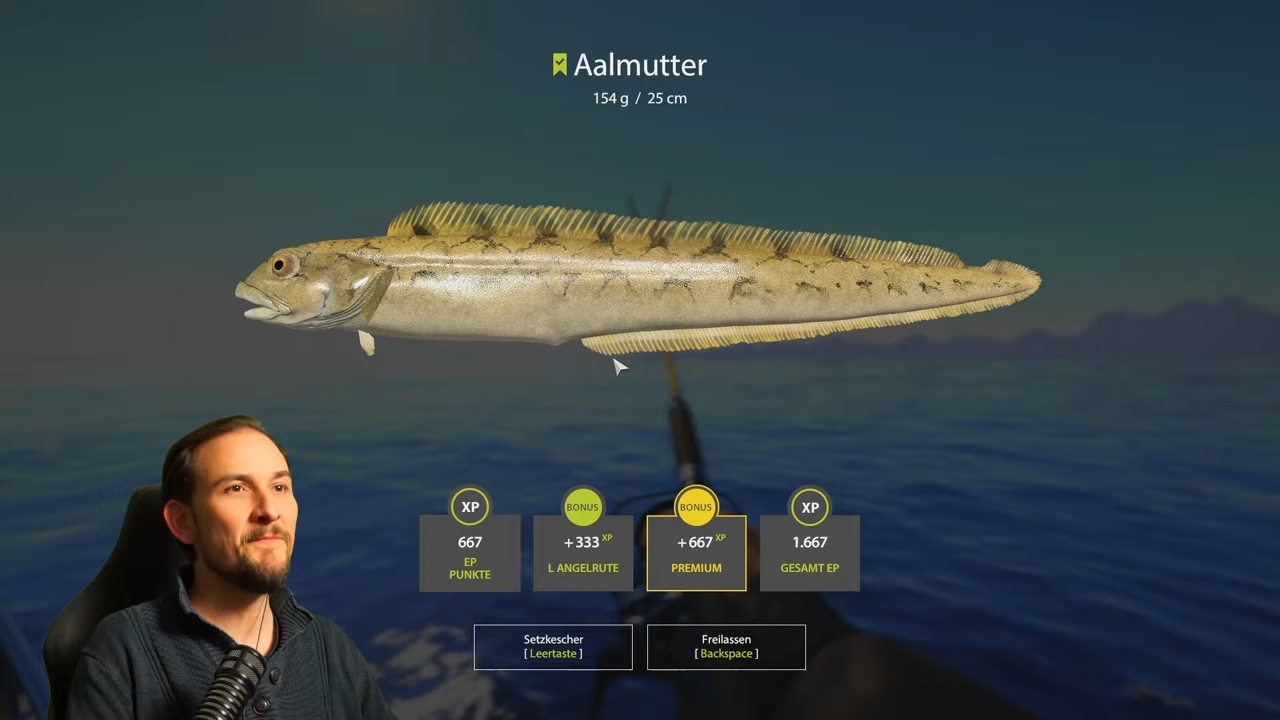 Aalmutter
154 g / 25 cm
XP
667
EP
PUNKTE
BONUS
+333 XP
L ANGELRUTE
BONUS
+667 XP
PREMIUM
XP
1.667
GESAMT EP
Setzkescher
[ Leertaste ]
Freilassen
[ Backspace ]